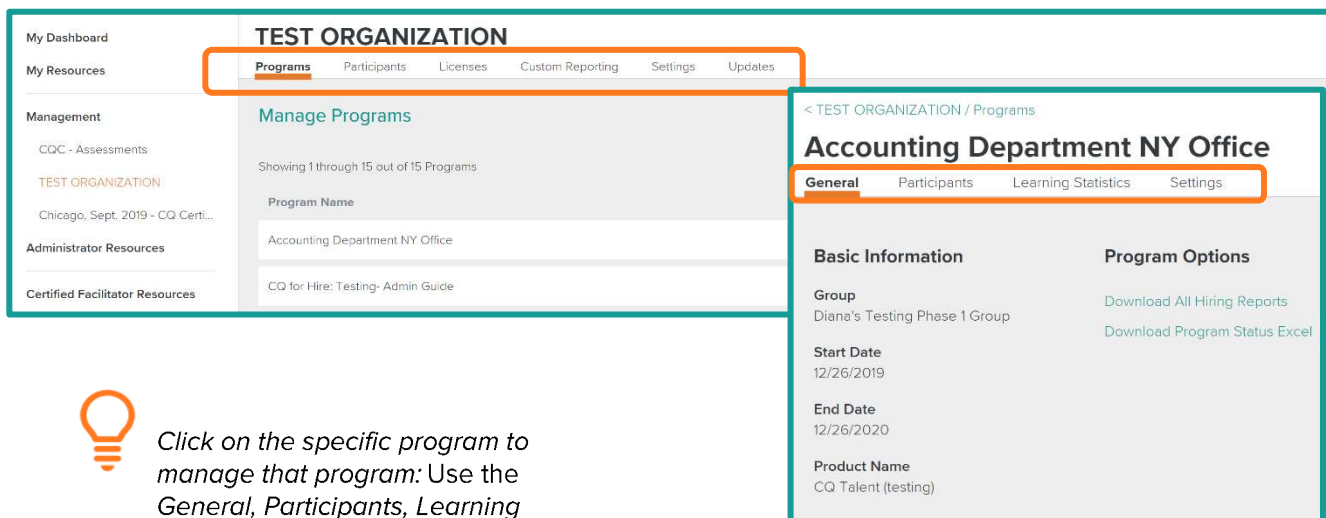 My Dashboard
My Resources
Management
CQC - Assessments
TEST ORGANIZATION
Chicago, Sept. 2019 - CQ Certi...
Administrator Resources
Certified Facilitator Resources
TEST ORGANIZATION
Programs Participants Licenses Custom Reporting Settings Updates
Manage Programs
Showing 1 through 15 out of 15 Programs
Program Name
Accounting Department NY Office
CQ for Hire: Testing- Admin Guide
< TEST ORGANIZATION / Programs
Accounting Department NY Office
General Participants Learning Statistics Settings
Basic Information
Group
Diana's Testing Phase 1 Group
Start Date
12/26/2019
End Date
12/26/2020
Product Name
CQ Talent (testing)
Program Options
Download All Hiring Reports
Download Program Status Excel
Click on the specific program to
manage that program: Use the
General, Participants, Learning